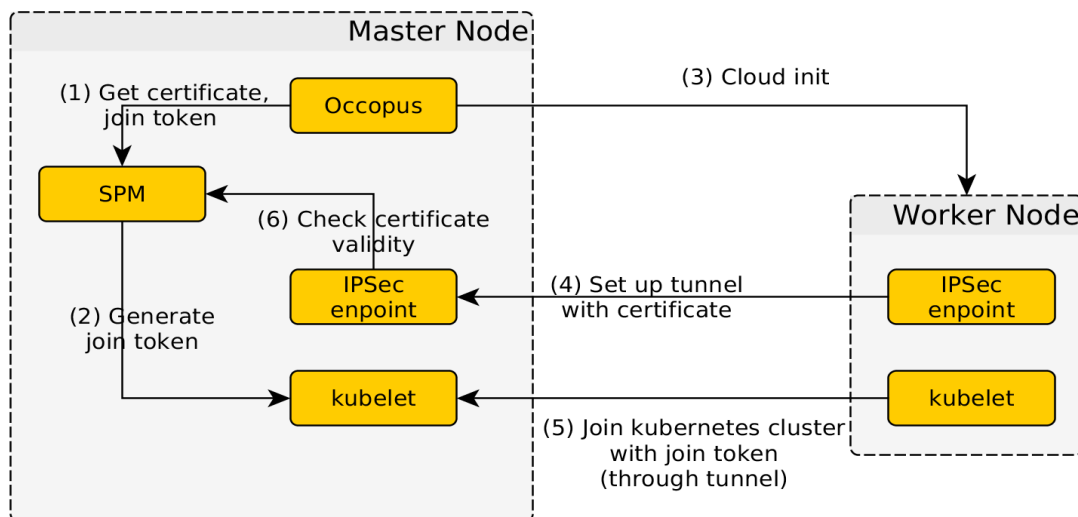 Master Node
(1) Get certificate,
join token
Occopus
(3) Cloud init
SPM
(6) Check certificate
validity
Worker Node
(2) Generate
join token
IPSec
enpoint
(4) Set up tunnel
with certificate
IPSec
enpoint
kubelet
(5) Join kubernetes cluster
with join token
(through tunnel)
kubelet